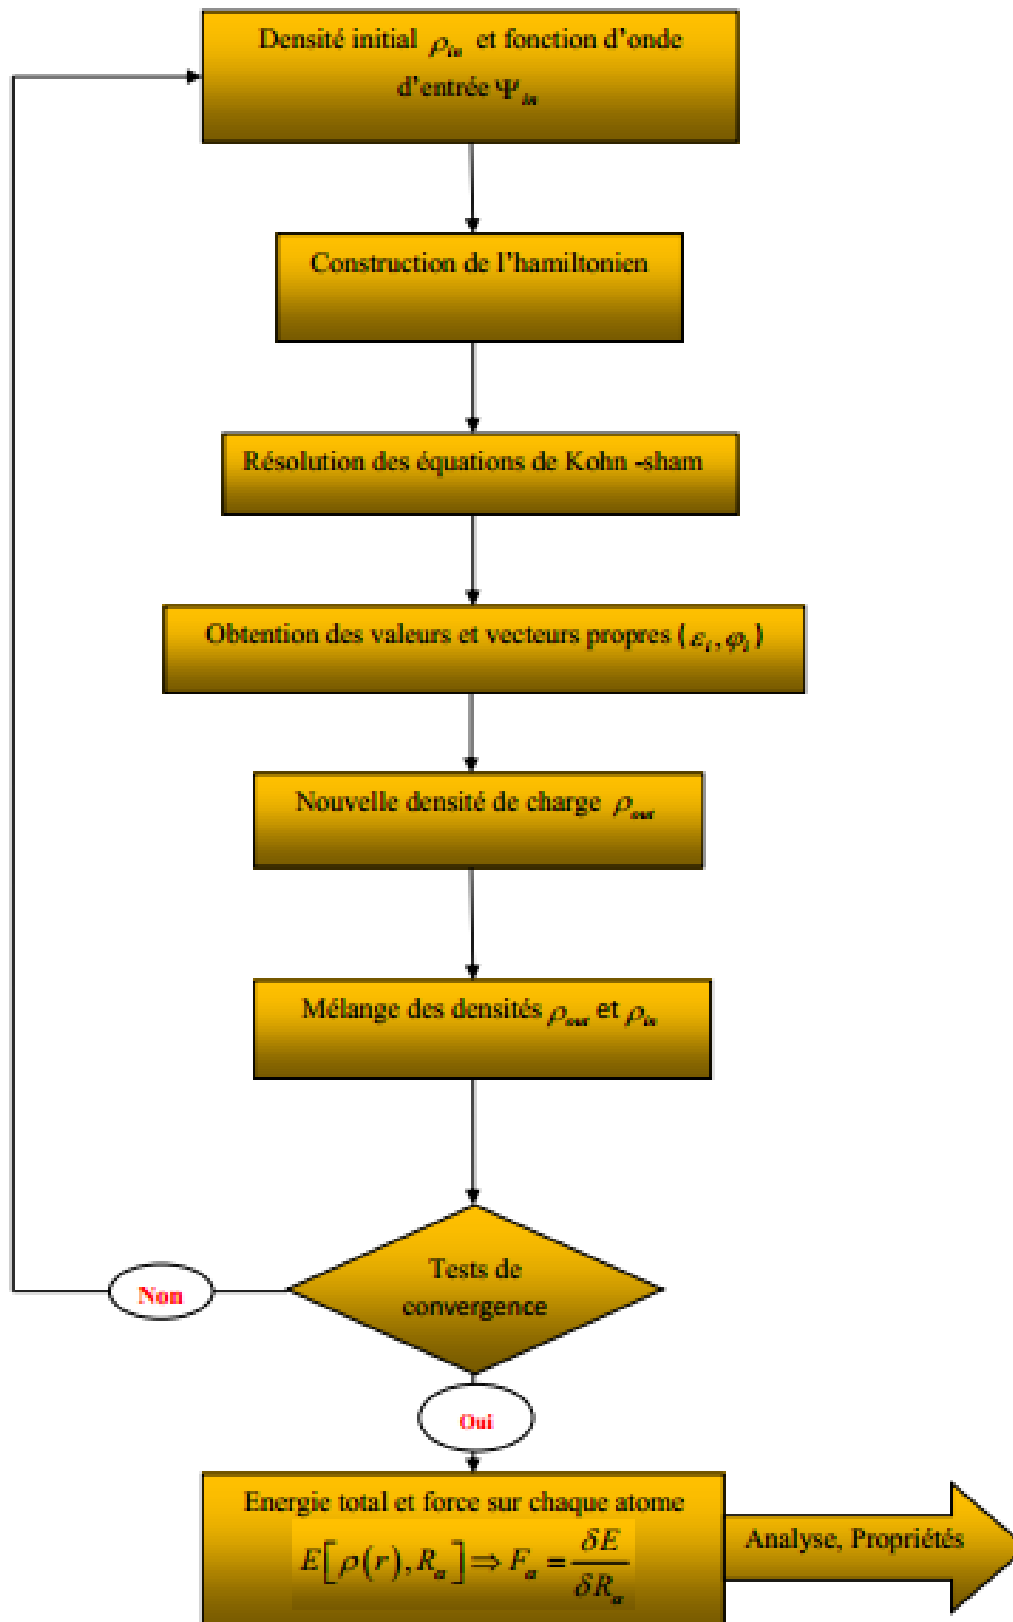 Densité initial ρin et fonction d'onde
d'entrée Ψin
Construction de l'hamiltonien
Résolution des équations de Kohn -sham
Obtention des valeurs et vecteurs propres (εi, φi)
Nouvelle densité de charge ρout
Mélange des densités ρout et ρin
Tests de
convergence
Non
Oui
Energie total et force sur chaque atome
E[ρ(r), Rα] ⇒ Fα = δE/δRα
Analyse, Propriétés